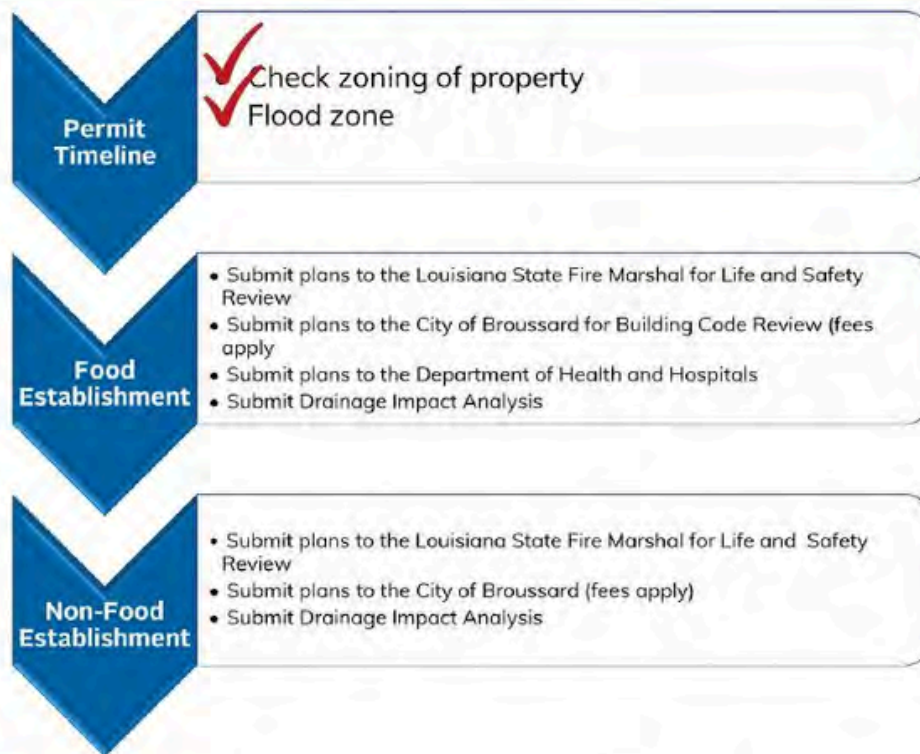 Permit
Timeline
Check zoning of property
Flood zone
Food
Establishment
• Submit plans to the Louisiana State Fire Marshal for Life and Safety
Review
• Submit plans to the City of Broussard for Building Code Review (fees
apply
• Submit plans to the Department of Health and Hospitals
• Submit Drainage Impact Analysis
Non-Food
Establishment
• Submit plans to the Louisiana State Fire Marshal for Life and Safety
Review
• Submit plans to the City of Broussard (fees apply)
• Submit Drainage Impact Analysis